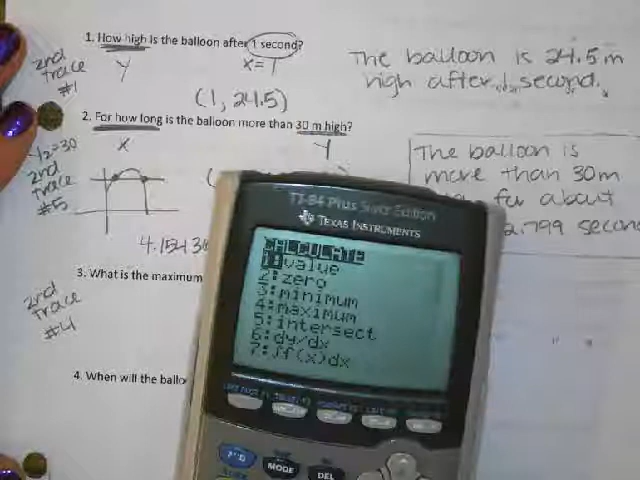 1. How high is the balloon after 1 second?
2nd
TRACE
#1
y
x=1
(1, 24.5)
The balloon is 24.5m
high after 1 second.
2. For how long is the balloon more than 30 m high?
Y2=30
2nd
TRACE
#5
x
y
The balloon is
more than 30m
for about
2.799 seconds
3. What is the maximum
2nd
TRACE
#4
4. When will the ballo
TI-84 Plus Silver Edition
TEXAS INSTRUMENTS
CALCULATE
1:value
2:zero
3:minimum
4:maximum
5:intersect
6:dy/dx
7:∫f(x)dx
2ND
MODE
DEL